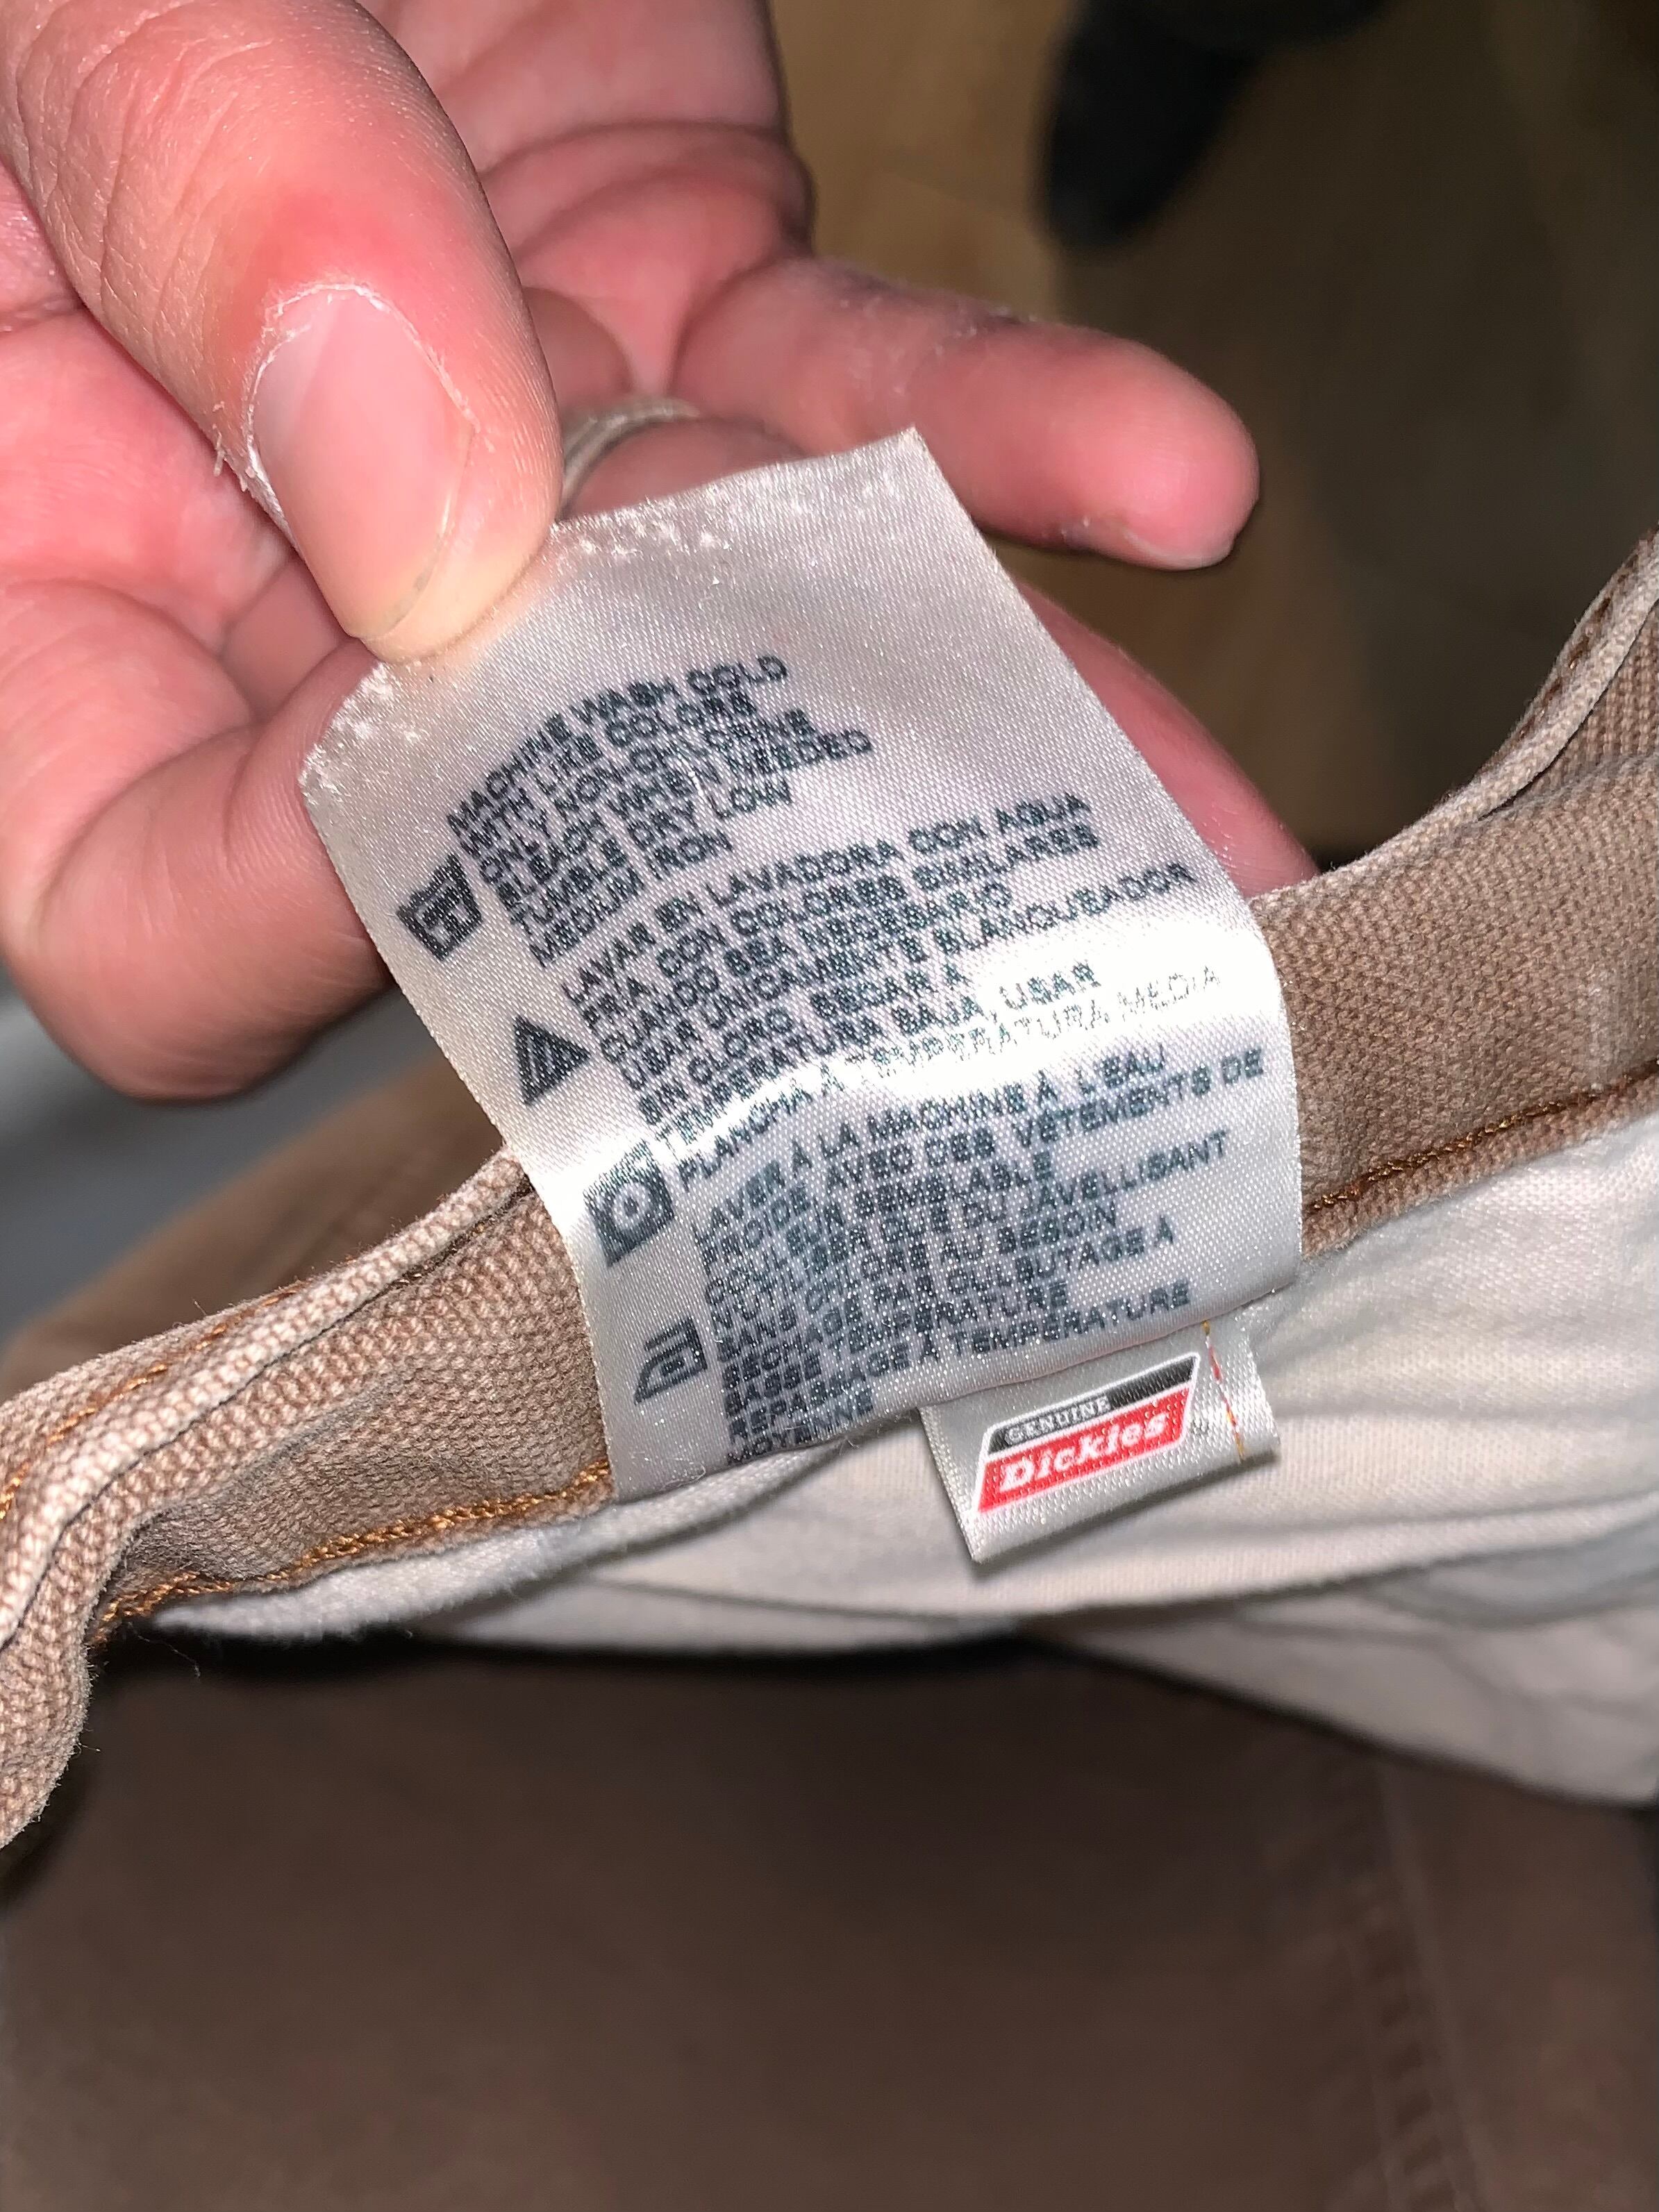 MACHINE WASH COLD
WITH LIKE COLORS
ONLY NON-CHLORINE
BLEACH WHEN NEEDED
TUMBLE DRY LOW
MEDIUM IRON
LAVAR EN LAVADORA CON AGUA
FRIA CON COLORES SIMILARES
CUANDO SEA NECESSARIO
USAR UNICAMENTE BLANQUEADOR
SIN CLORO, SECAR A
TEMPERATURA BAJA, USAR
PLANCHA A TEMPERATURA MEDIA
LAVER À LA MACHINE À L'EAU
FROIDE AVEC DES VETEMENTS DE
COULEUR SEMBLABLE
N'UTILISER QUE DU JAVELLISANT
SANS CHLORE AU BESOIN
SECHAGE PAR CULBUTAGE À
BASSE TEMPERATURE
REPASSAGE A TEMPERATURE
MOYENNE
GENUINE
Dickies